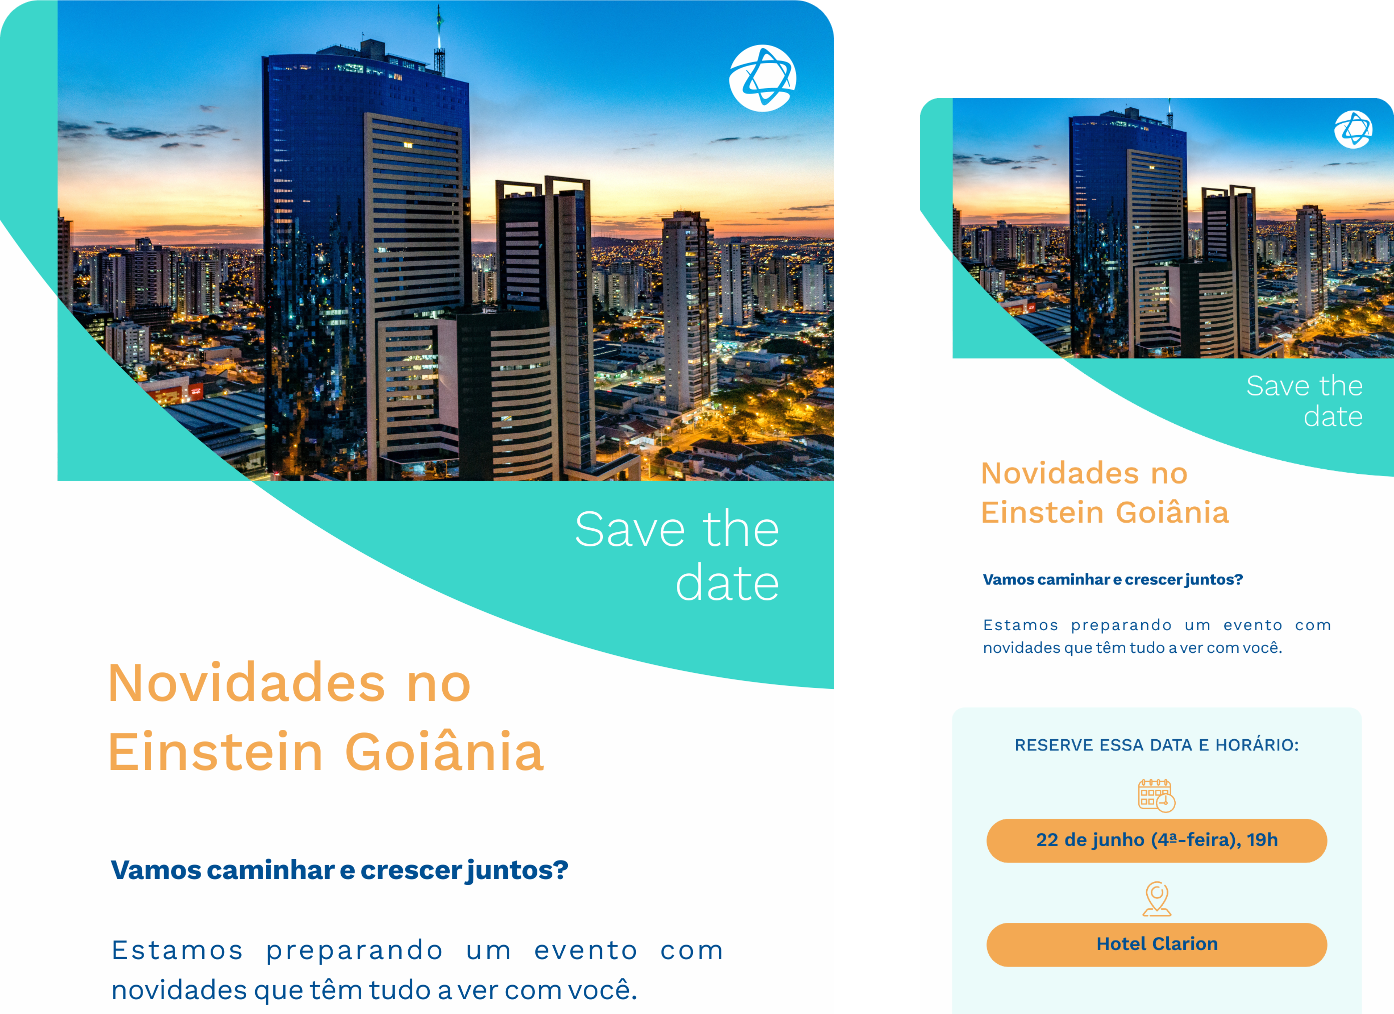 Save the
date
Novidades no
Einstein Goiânia
Vamos caminhar e crescer juntos?
Estamos preparando um evento com
novidades que têm tudo a ver com você.
Save the
date
Novidades no
Einstein Goiânia
Vamos caminhar e crescer juntos?
Estamos preparando um evento com
novidades que têm tudo a ver com você.
RESERVE ESSA DATA E HORÁRIO:
22 de junho (4ª-feira), 19h
Hotel Clarion